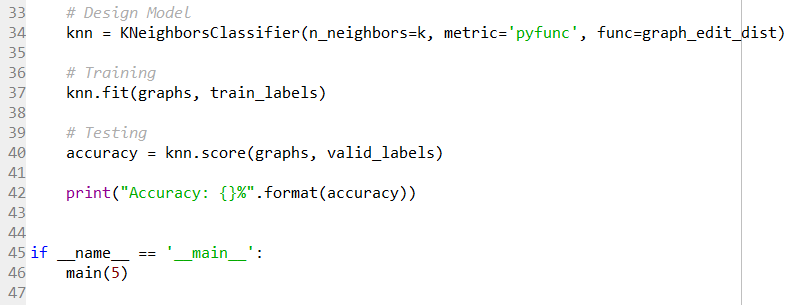 33 # Design Model
34 knn = KNeighborsClassifier(n_neighbors=k, metric='pyfunc', func=graph_edit_dist)
35
36 # Training
37 knn.fit(graphs, train_labels)
38
39 # Testing
40 accuracy = knn.score(graphs, valid_labels)
41
42 print("Accuracy: {}%".format(accuracy))
43
44
45 if __name__ == '__main__':
46 main(5)
47